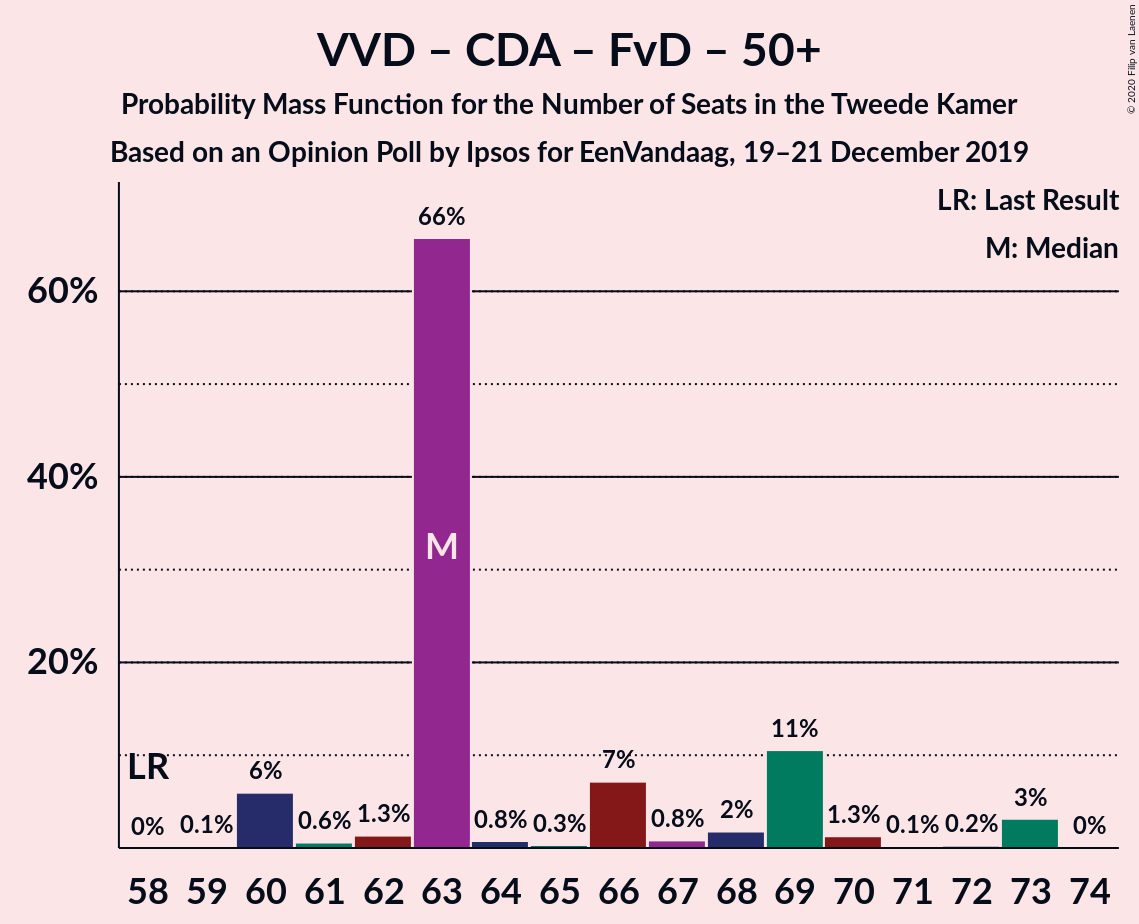 VVD – CDA – FvD – 50+
Probability Mass Function for the Number of Seats in the Tweede Kamer
Based on an Opinion Poll by Ipsos for EenVandaag, 19–21 December 2019
© 2020 Filip van Laenen
LR: Last Result
M: Median
66%
60%
M
40%
20%
11%
LR
7%
6%
3%
2%
0% 0.1% 0.6% 1.3% 0.8% 0.3% 0.8% 1.3% 0.1% 0.2% 0%
58 59 60 61 62 63 64 65 66 67 68 69 70 71 72 73 74